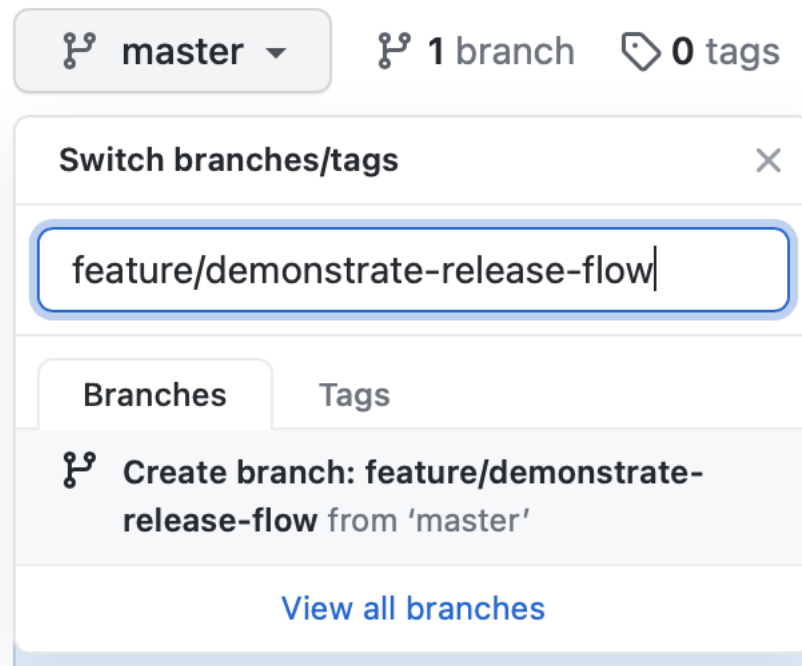 master 1 branch 0 tags
Switch branches/tags
feature/demonstrate-release-flow
Branches Tags
Create branch: feature/demonstrate-
release-flow from ‘master’
View all branches